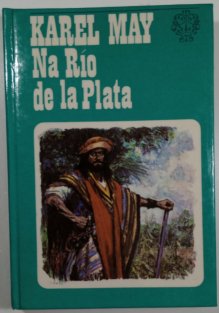 KAREL MAY
Na Río
de la Plata